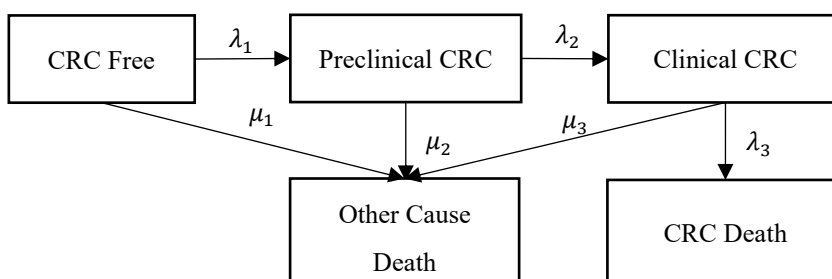 CRC Free
λ₁
Preclinical CRC
λ₂
Clinical CRC
μ₁
μ₂
μ₃
λ₃
Other Cause
Death
CRC Death